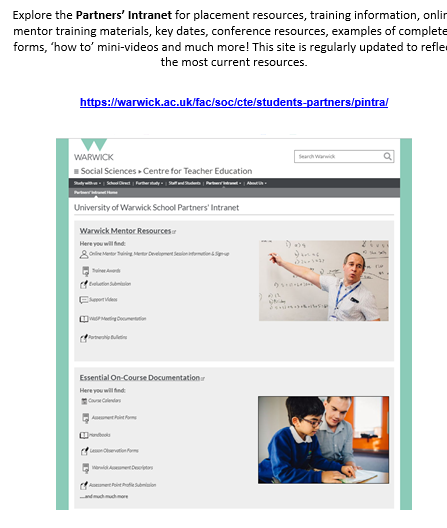 Explore the Partners' Intranet for placement resources, training information, onlin
mentor training materials, key dates, conference resources, examples of complete
forms, 'how to' mini-videos and much more! This site is regularly updated to refle
the most current resources.
https://warwick.ac.uk/fac/soc/cte/students-partners/pintra/
WARWICK
Search Warwick
Social Sciences Centre for Teacher Education
Study with us School Direct Further study Staff and Students Partners' Intranet About Us
Partners' Intranet Home
University of Warwick School Partners' Intranet
Warwick Mentor Resources
Here you will find:
Online Mentor Training, Mentor Development Session Information & Sign-up
Trainee Awards
Evaluation Submission
Support Videos
WaSP Meeting Documentation
Partnership Bulletins
Essential On-Course Documentation
Here you will find:
Course Calendars
Assessment Point Forms
Handbooks
Lesson Observation Forms
Warwick Assessment Descriptors
Assessment Point Profile Submission
....and much much more